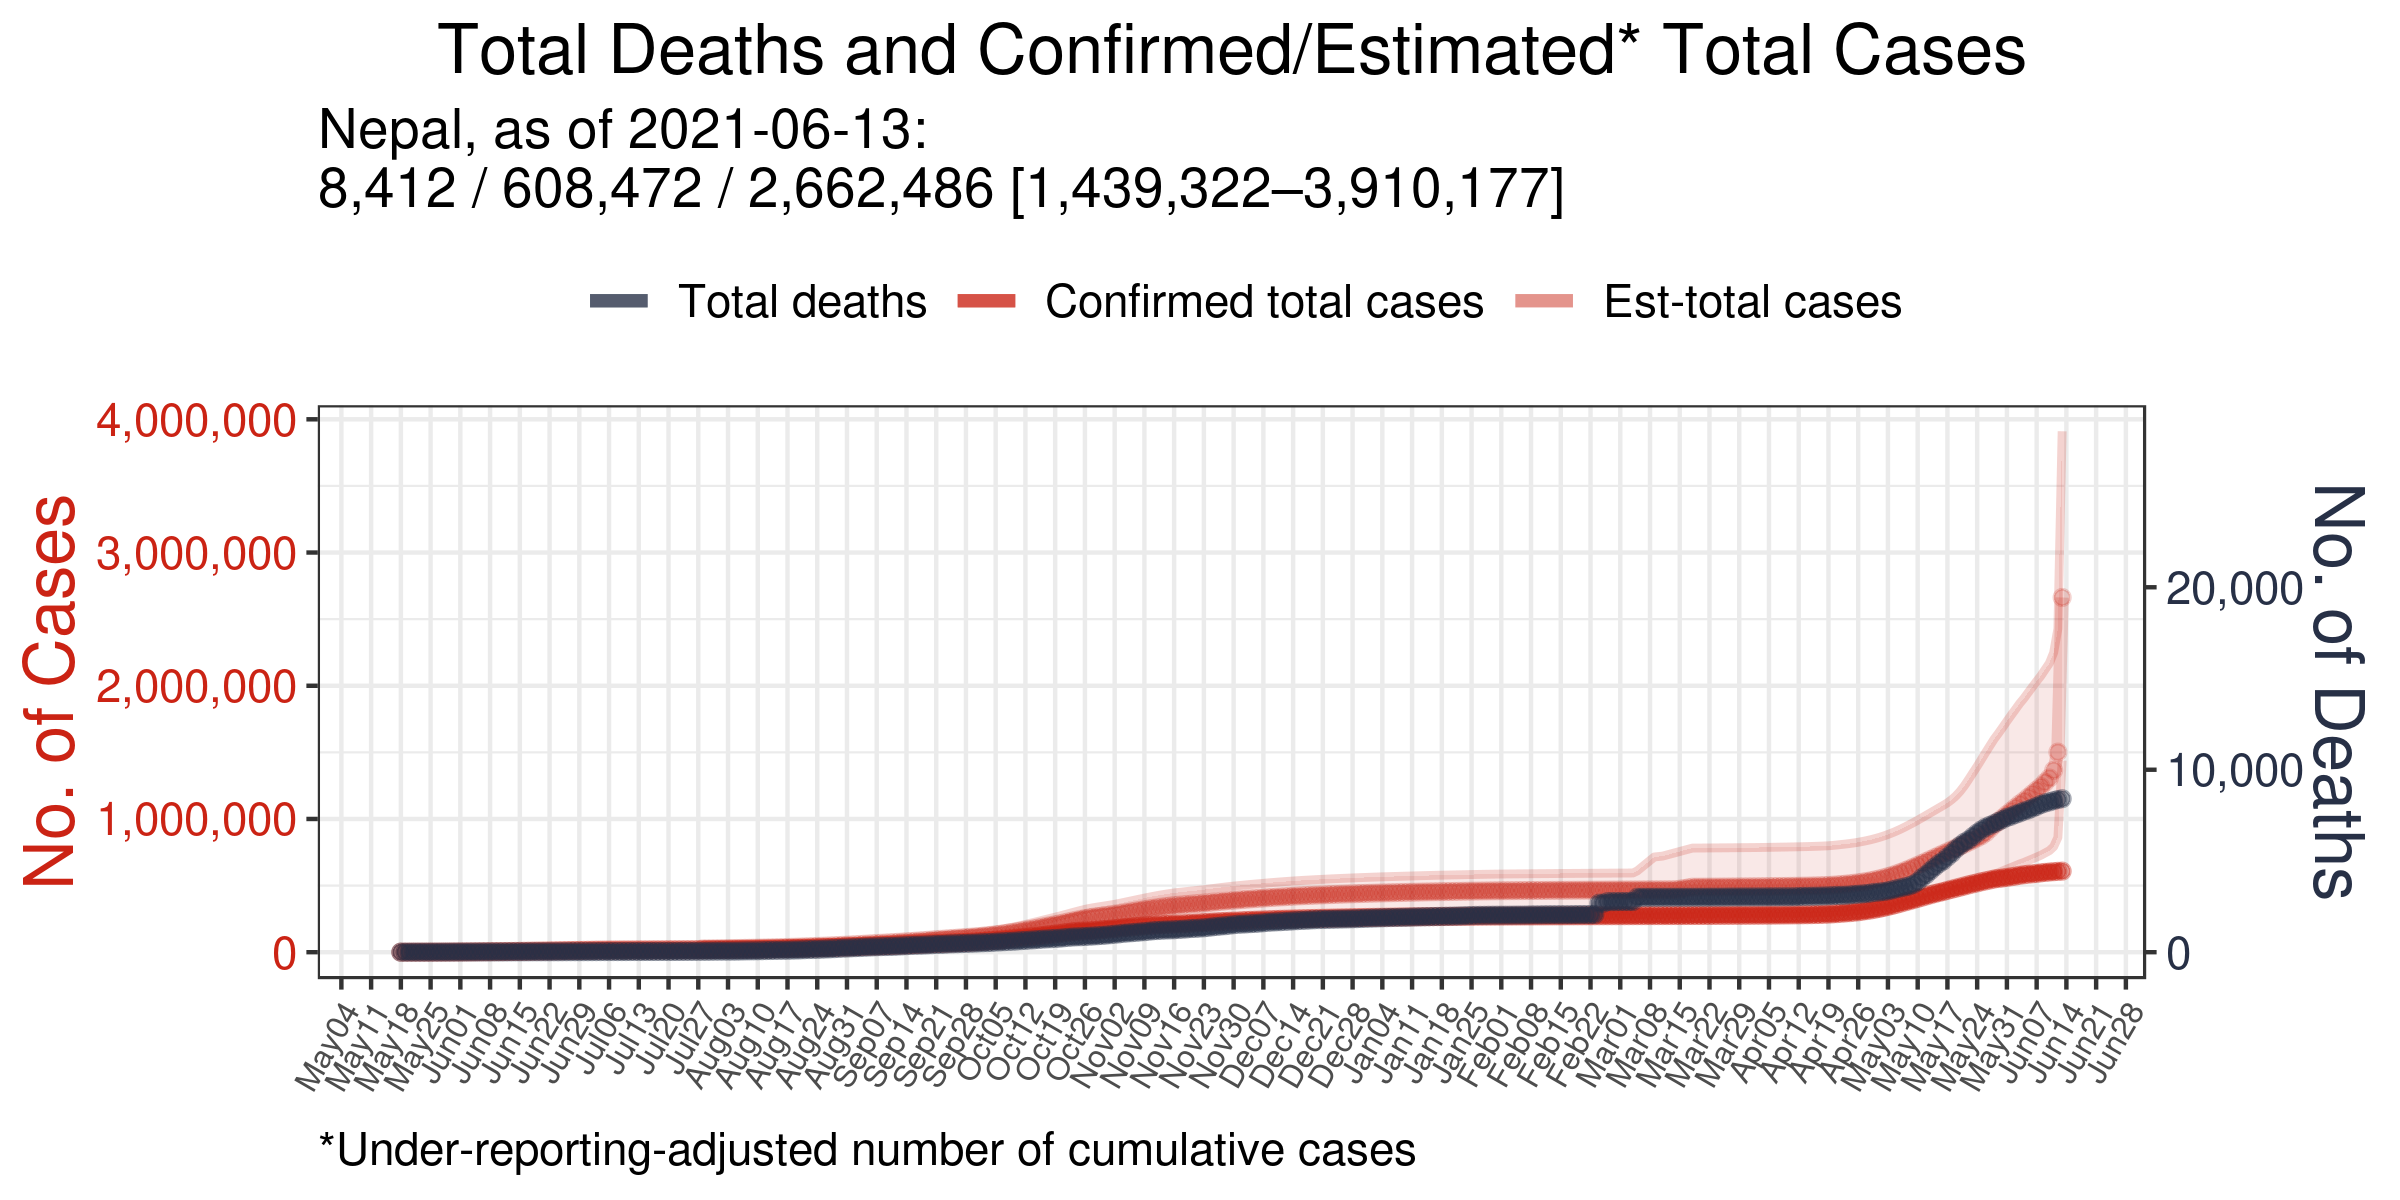 Total Deaths and Confirmed/Estimated* Total Cases
Nepal, as of 2021-06-13:
8,412 / 608,472 / 2,662,486 [1,439,322–3,910,177]
Total deaths
Confirmed total cases
Est-total cases
No. of Cases
4,000,000
3,000,000
2,000,000
1,000,000
0
No. of Deaths
20,000
10,000
0
May04
May11
May18
May25
Jun01
Jun08
Jun15
Jun22
Jun29
Jul06
Jul13
Jul20
Jul27
Aug03
Aug10
Aug17
Aug24
Aug31
Sep07
Sep14
Sep21
Sep28
Oct05
Oct12
Oct19
Oct26
Nov02
Nov09
Nov16
Nov23
Nov30
Dec07
Dec14
Dec21
Dec28
Jan04
Jan11
Jan18
Jan25
Feb01
Feb08
Feb15
Feb22
Mar01
Mar08
Mar15
Mar22
Mar29
Apr05
Apr12
Apr19
Apr26
May03
May10
May17
May24
May31
Jun07
Jun14
Jun21
Jun28
*Under-reporting-adjusted number of cumulative cases